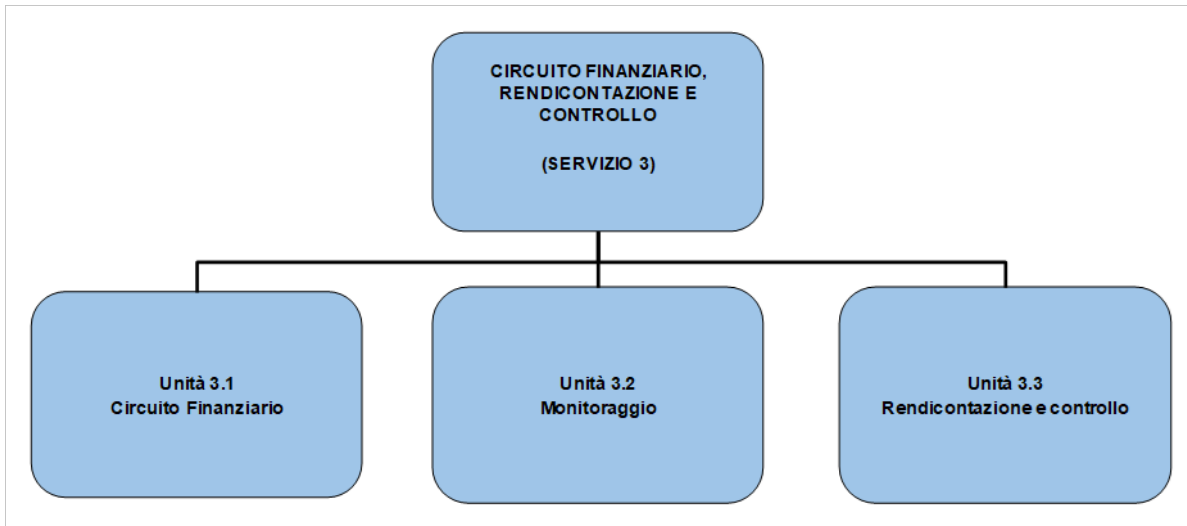 CIRCUITO FINANZIARIO,
RENDICONTAZIONE E
CONTROLLO
(SERVIZIO 3)
Unità 3.1
Circuito Finanziario
Unità 3.2
Monitoraggio
Unità 3.3
Rendicontazione e controllo